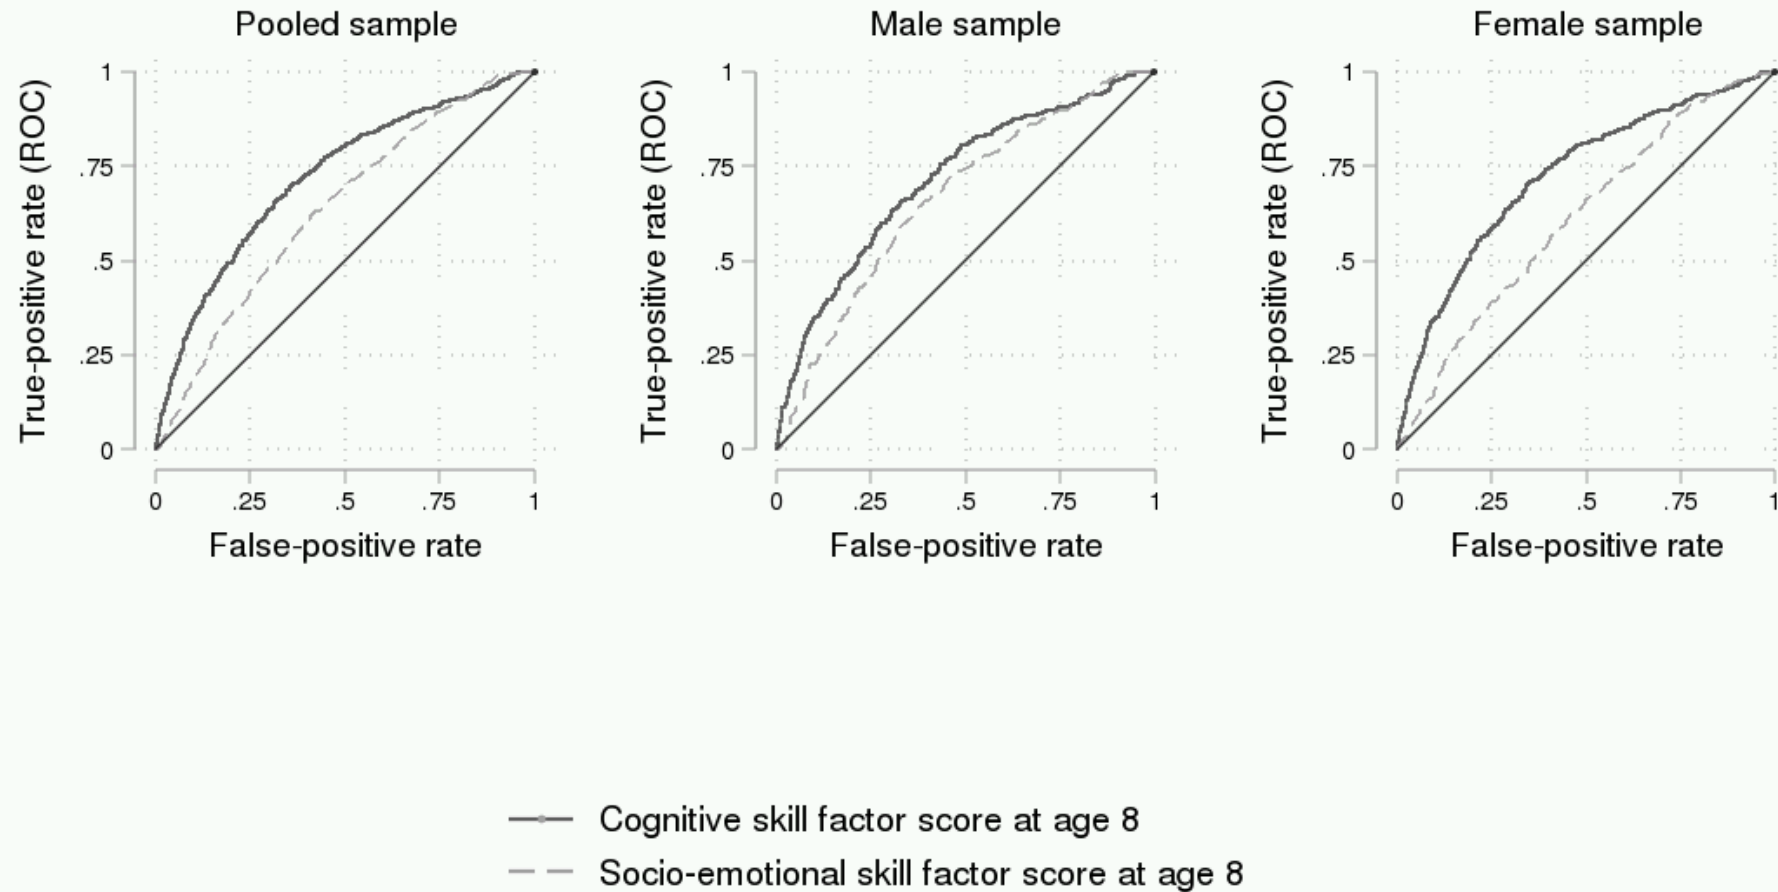 Pooled sample
True-positive rate (ROC)
1
.75
.5
.25
0
0 .25 .5 .75 1
False-positive rate
Male sample
True-positive rate (ROC)
1
.75
.5
.25
0
0 .25 .5 .75 1
False-positive rate
Female sample
True-positive rate (ROC)
1
.75
.5
.25
0
0 .25 .5 .75 1
False-positive rate
Cognitive skill factor score at age 8
Socio-emotional skill factor score at age 8